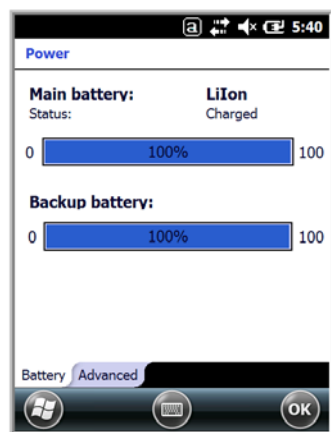 a 5:40
Power
Main battery: LiIon
Status: Charged
0 100% 100
Backup battery:
0 100% 100
Battery Advanced
OK